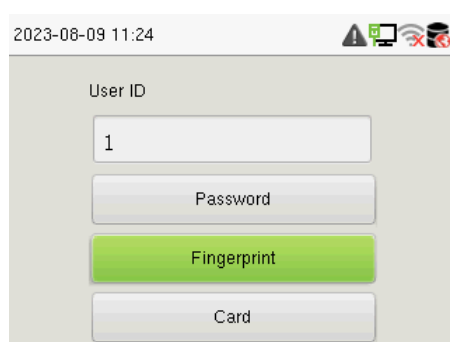 2023-08-09 11:24
User ID
1
Password
Fingerprint
Card